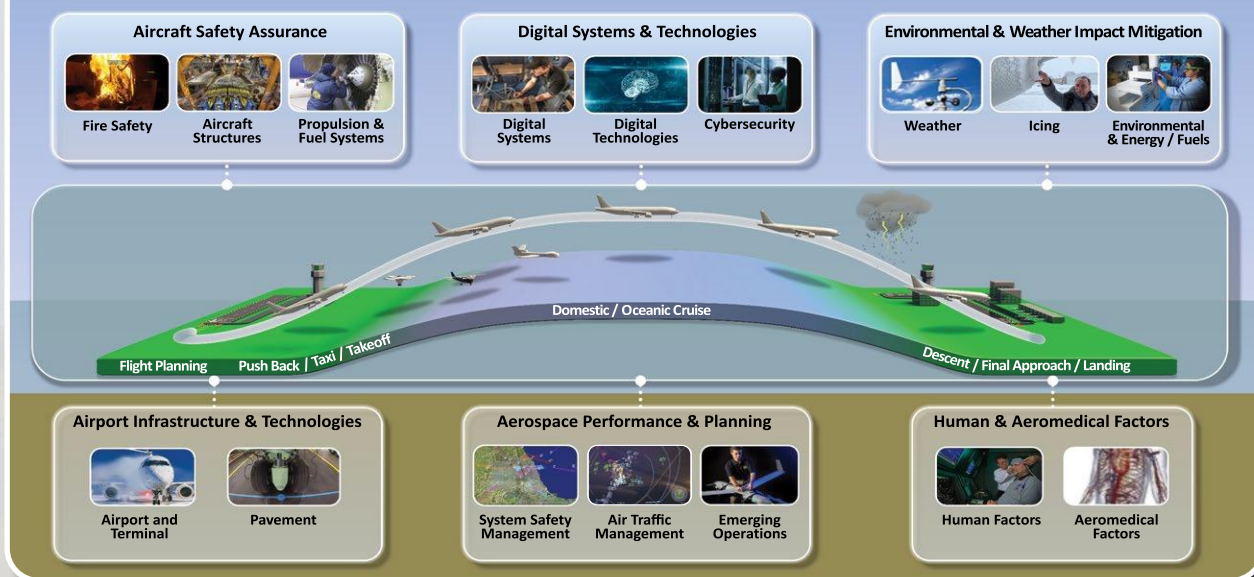 Aircraft Safety Assurance
Fire Safety
Aircraft
Structures
Propulsion &
Fuel Systems
Digital Systems & Technologies
Digital
Systems
Digital
Technologies
Cybersecurity
Environmental & Weather Impact Mitigation
Weather
Icing
Environmental
& Energy / Fuels
Domestic / Oceanic Cruise
Flight Planning
Push Back / Taxi / Takeoff
Descent / Final Approach / Landing
Airport Infrastructure & Technologies
Airport and
Terminal
Pavement
Aerospace Performance & Planning
System Safety
Management
Air Traffic
Management
Emerging
Operations
Human & Aeromedical Factors
Human Factors
Aeromedical
Factors